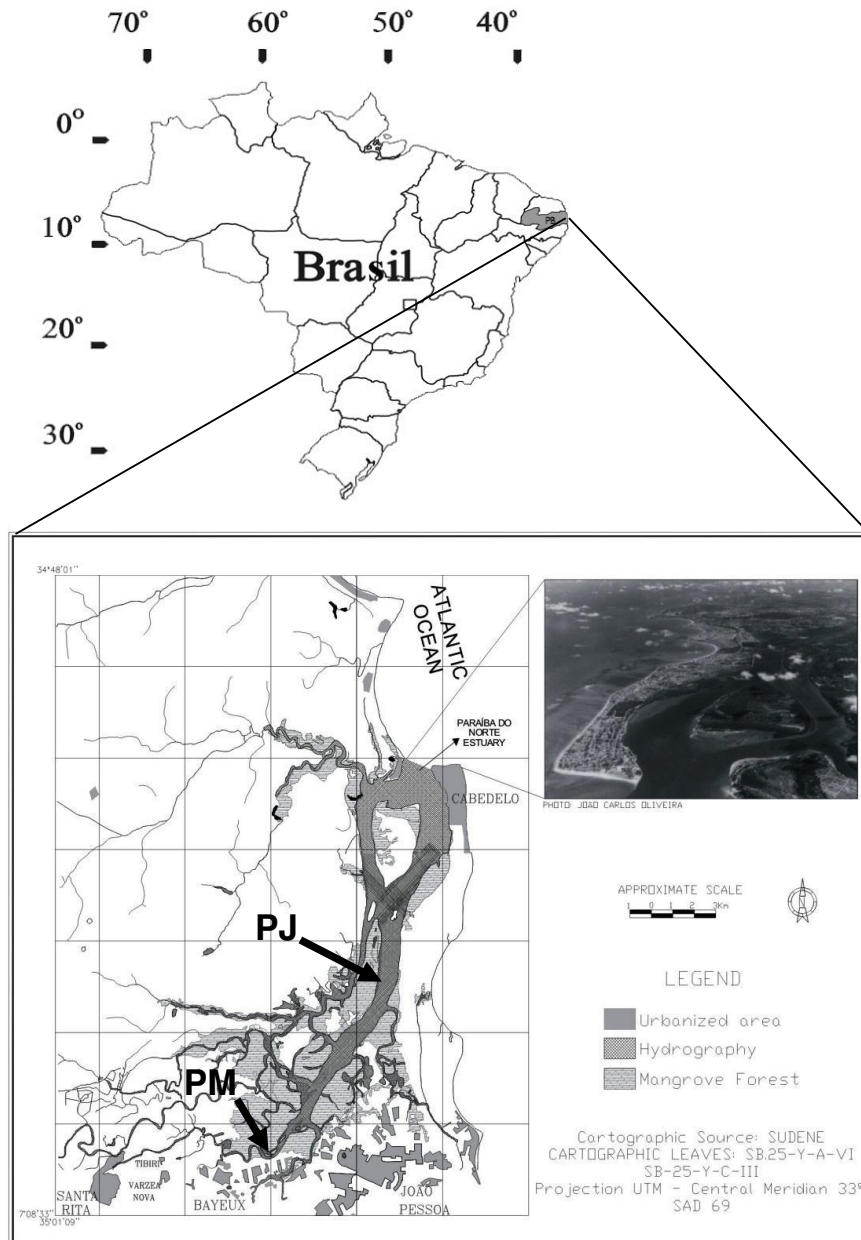 70° 60° 50° 40°
0°
10°
20°
30°
PB
Brasil
34°48'01"
ATLANTIC
OCEAN
PARAÍBA DO
NORTE
ESTUARY
CABEDELO
PHOTO: JOÃO CARLOS OLIVEIRA
APPROXIMATE SCALE
1 0 1 2 3Km
N
PJ
LEGEND
Urbanized area
Hydrography
Mangrove Forest
PM
Cartographic Source: SUDENE
CARTOGRAPHIC LEAVES: SB.25-Y-A-VI
SB-25-Y-C-III
Projection UTM - Central Meridian 33°
SAD 69
TIBIRI
VARZEA
NOVA
SANTA
RITA
BAYEUX
JOÃO
PESSOA
7°08'33"
35°01'09"